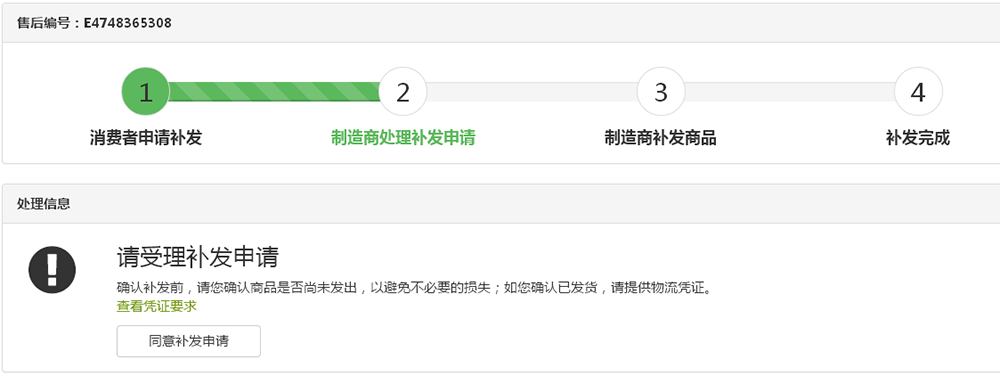 售后编号：E4748365308
1
2
3
4
消费者申请补发
制造商处理补发申请
制造商补发商品
补发完成
处理信息
请受理补发申请
确认补发前，请您确认商品是否尚未发出，以避免不必要的损失；如您确认已发货，请提供物流凭证。
查看凭证要求
同意补发申请